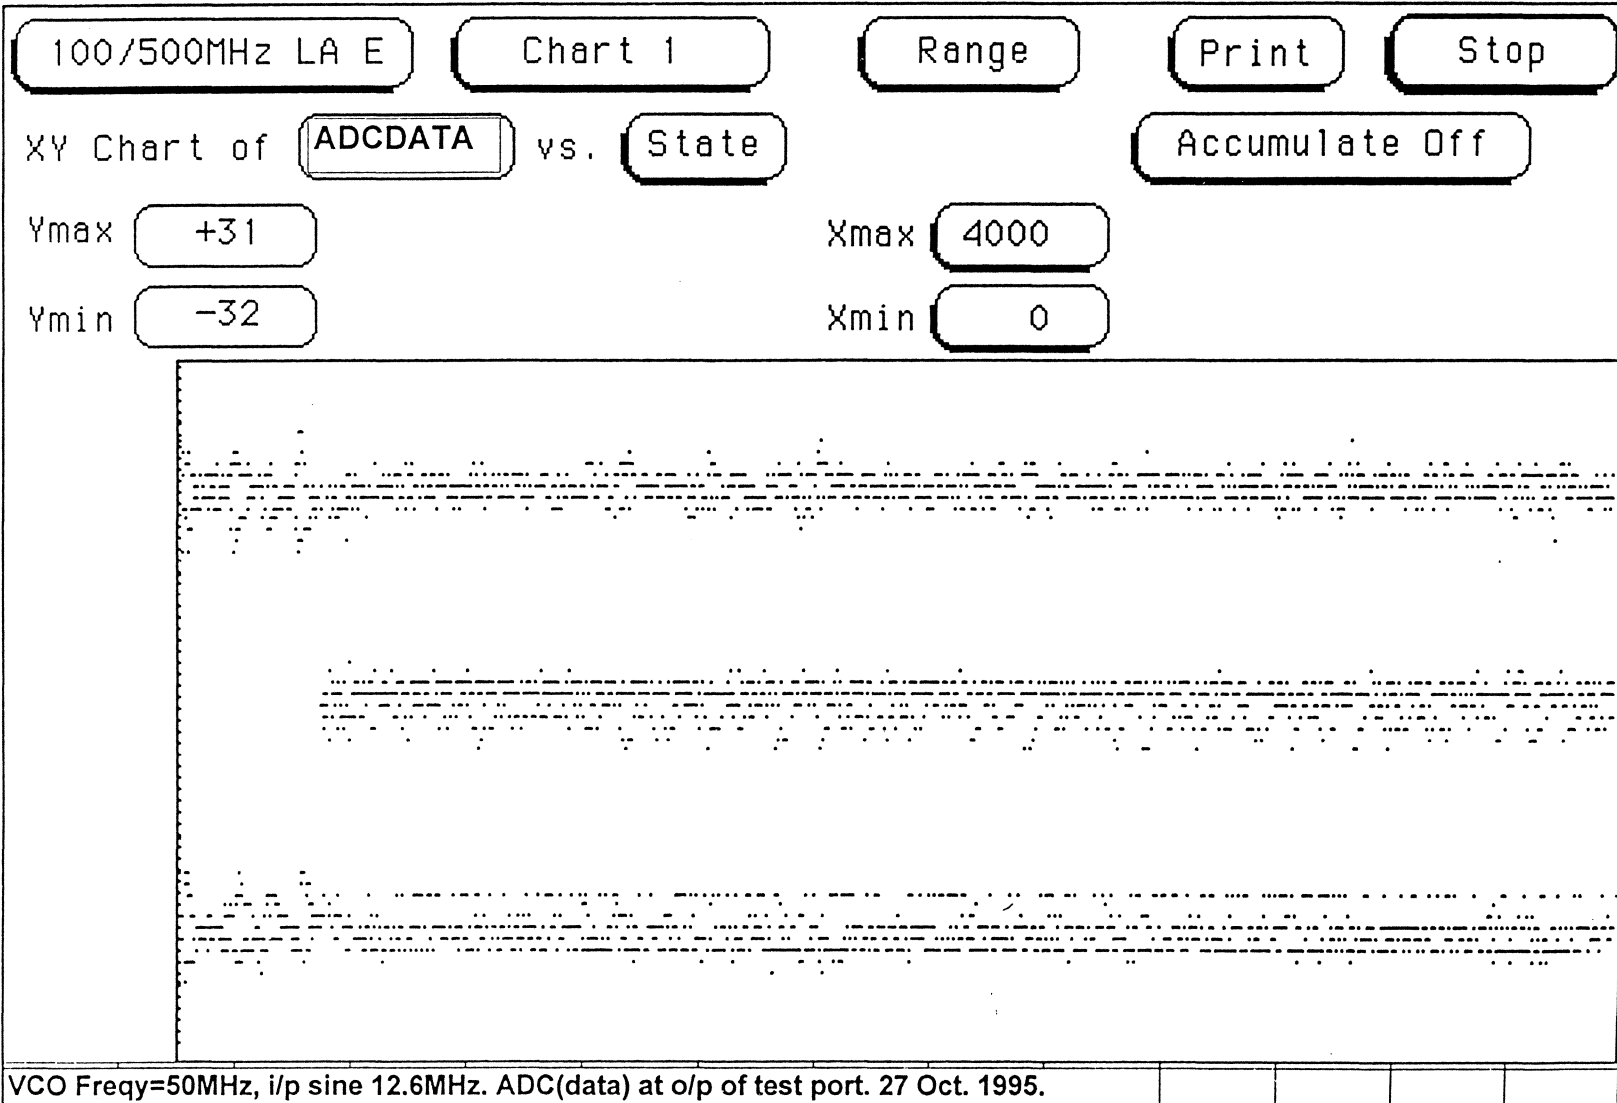 100/500MHz LA E Chart 1 Range Print Stop
XY Chart of ADCDATA vs. State Accumulate Off
Ymax +31 Xmax 4000
Ymin -32 Xmin 0
VCO Freqy=50MHz, i/p sine 12.6MHz. ADC(data) at o/p of test port. 27 Oct. 1995.